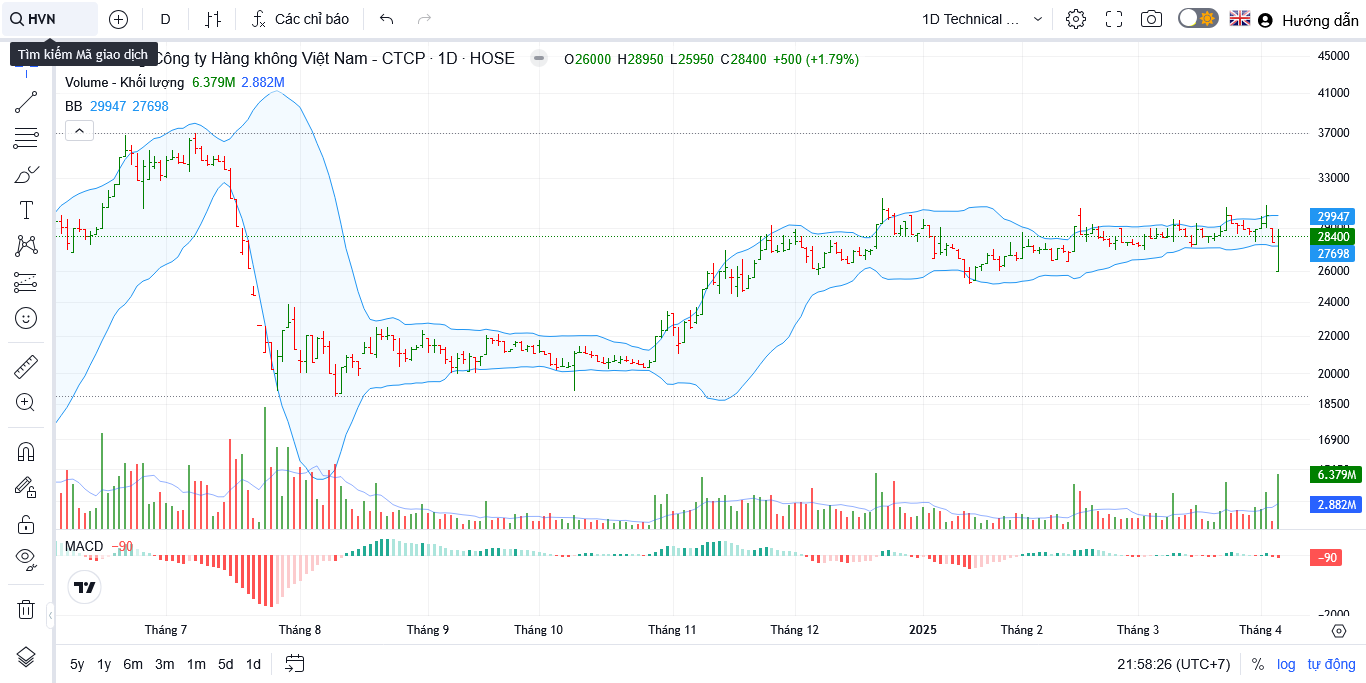 HVN
D
Các chỉ báo
1D Technical ...
Hướng dẫn
Tìm kiếm Mã giao dịch
g Công ty Hàng không Việt Nam - CTCP · 1D · HOSE
O26000 H28950 L25950 C28400 +500 (+1.79%)
Volume - Khối lượng 6.379M 2.882M
BB 29947 27698
45000
41000
37000
33000
29947
28400
27698
26000
24000
22000
20000
18500
16900
6.379M
2.882M
MACD −90
−90
−2000
Tháng 7
Tháng 8
Tháng 9
Tháng 10
Tháng 11
Tháng 12
2025
Tháng 2
Tháng 3
Tháng 4
5y 1y 6m 3m 1m 5d 1d
21:58:26 (UTC+7)
% log tự động